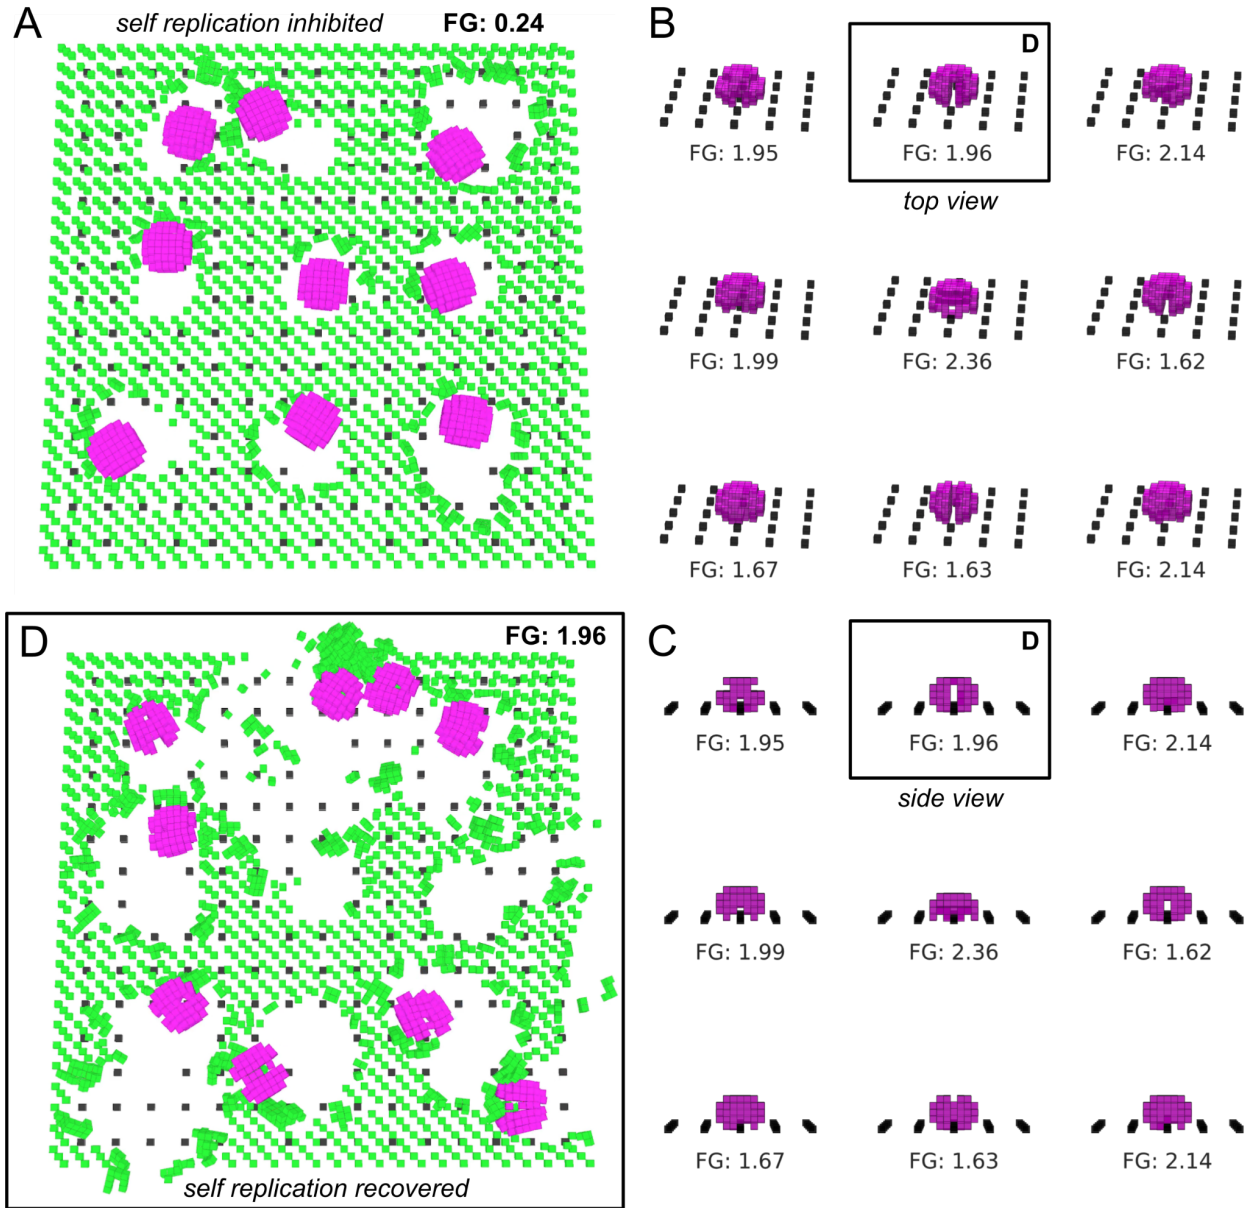 A
self replication inhibited
FG: 0.24
B
D
FG: 1.95
FG: 1.96
FG: 2.14
top view
FG: 1.99
FG: 2.36
FG: 1.62
FG: 1.67
FG: 1.63
FG: 2.14
D
FG: 1.96
self replication recovered
C
D
FG: 1.95
FG: 1.96
FG: 2.14
side view
FG: 1.99
FG: 2.36
FG: 1.62
FG: 1.67
FG: 1.63
FG: 2.14